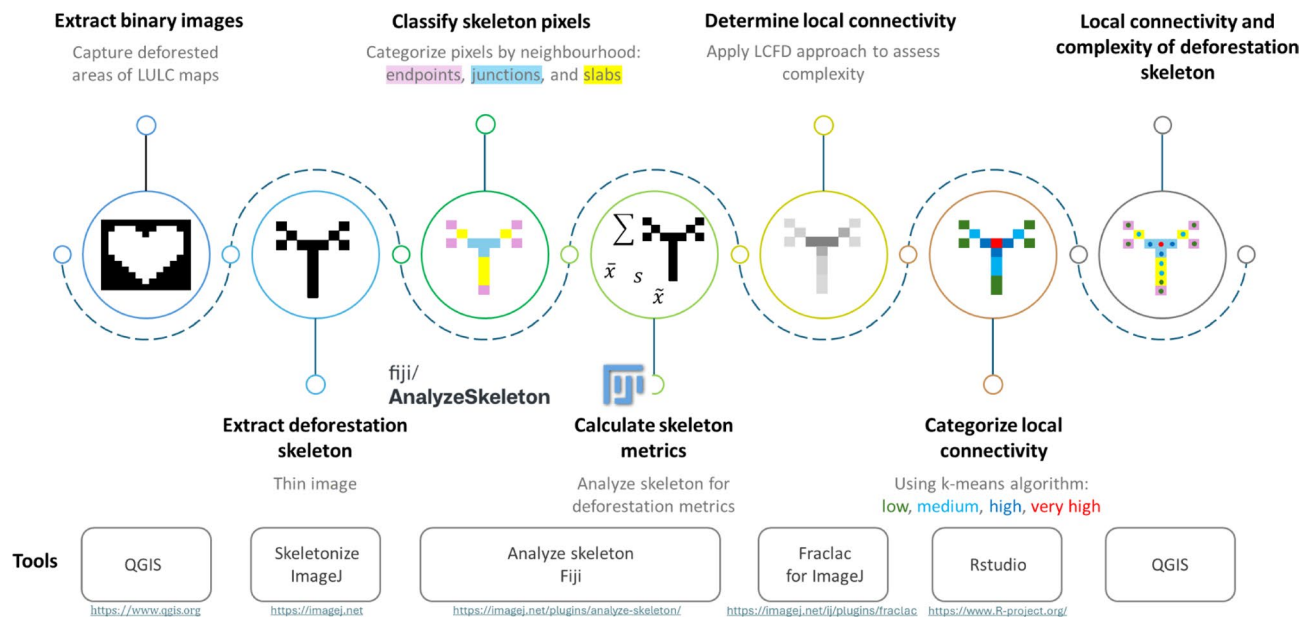 Extract binary images
Capture deforested
areas of LULC maps
Classify skeleton pixels
Categorize pixels by neighbourhood:
endpoints, junctions, and slabs
Determine local connectivity
Apply LCFD approach to assess
complexity
Local connectivity and
complexity of deforestation
skeleton
∑
x̄ s
x̃
fiji/
AnalyzeSkeleton
Extract deforestation
skeleton
Thin image
Calculate skeleton
metrics
Analyze skeleton for
deforestation metrics
Categorize local
connectivity
Using k-means algorithm:
low, medium, high, very high
Tools
QGIS
Skeletonize
ImageJ
Analyze skeleton
Fiji
Fraclac
for ImageJ
Rstudio
QGIS
https://www.qgis.org
https://imagej.net
https://imagej.net/plugins/analyze-skeleton/
https://imagej.net/ij/plugins/fraclac
https://www.R-project.org/